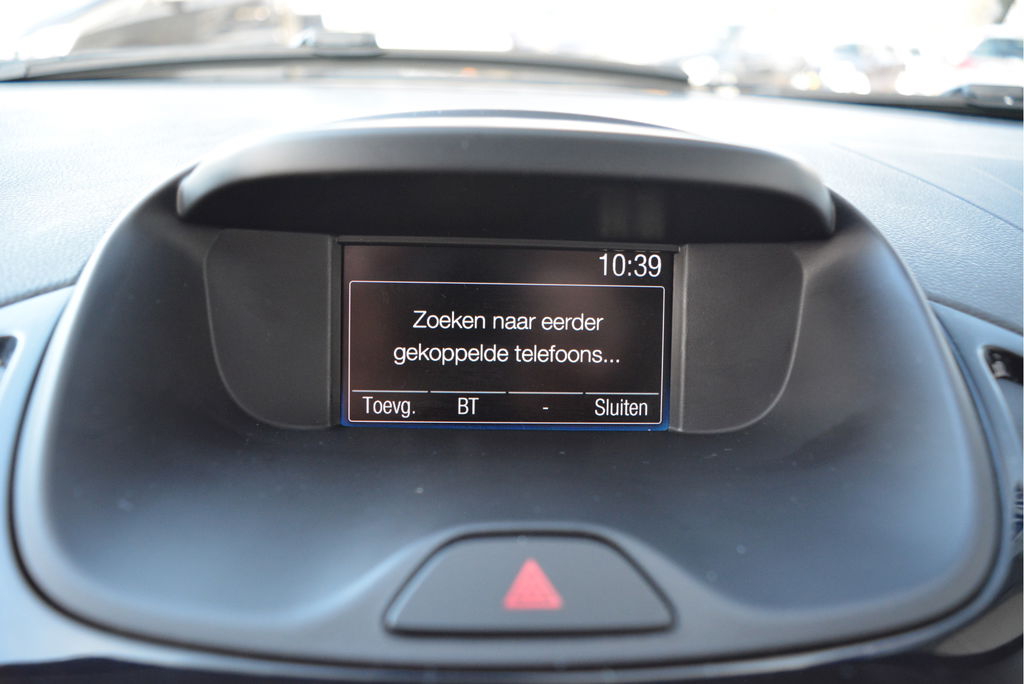 10:39
Zoeken naar eerder
gekoppelde telefoons...
Toevg. BT - Sluiten